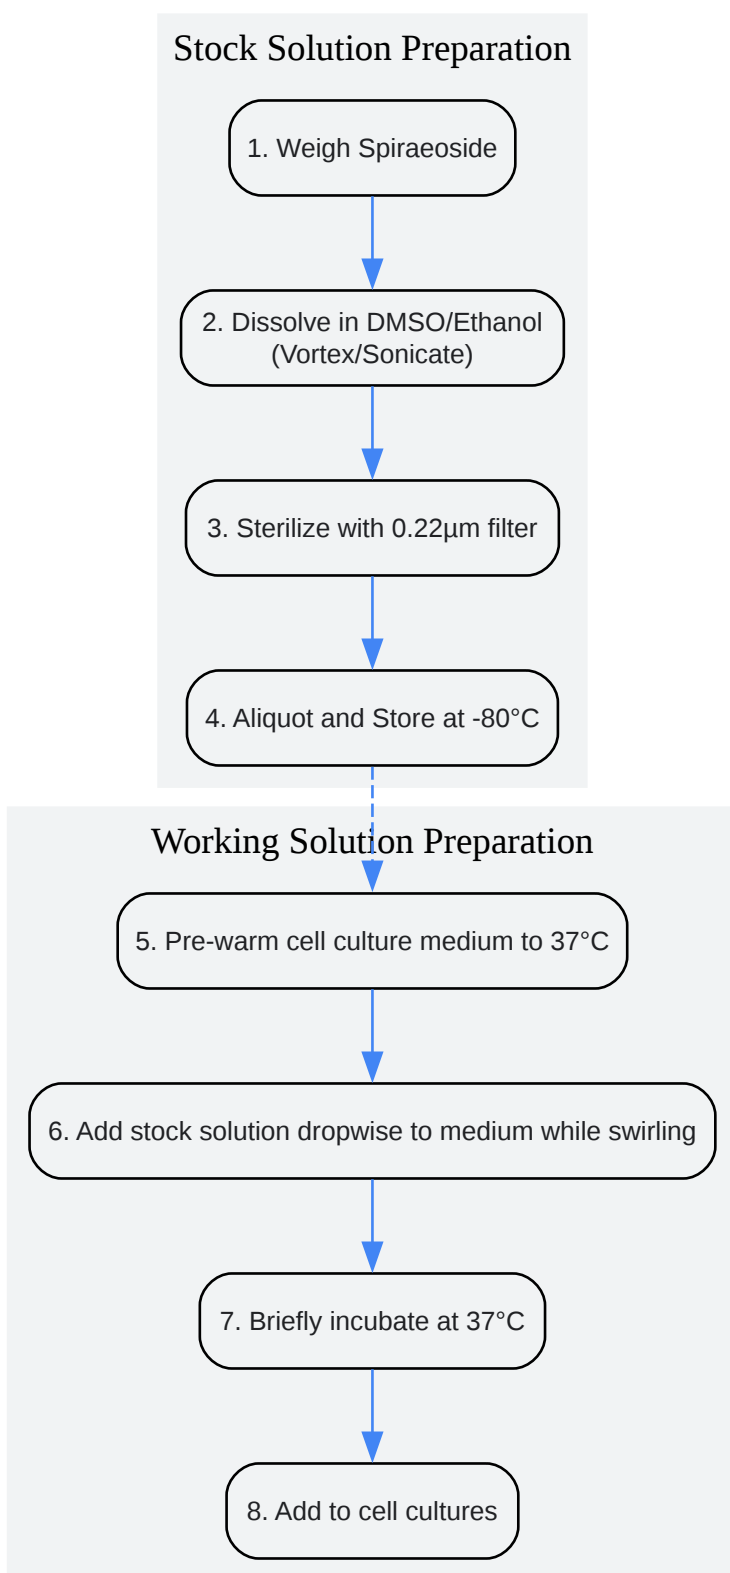 Stock Solution Preparation
1. Weigh Spiraeoside
2. Dissolve in DMSO/Ethanol
(Vortex/Sonicate)
3. Sterilize with 0.22µm filter
4. Aliquot and Store at -80°C
Working Solution Preparation
5. Pre-warm cell culture medium to 37°C
6. Add stock solution dropwise to medium while swirling
7. Briefly incubate at 37°C
8. Add to cell cultures